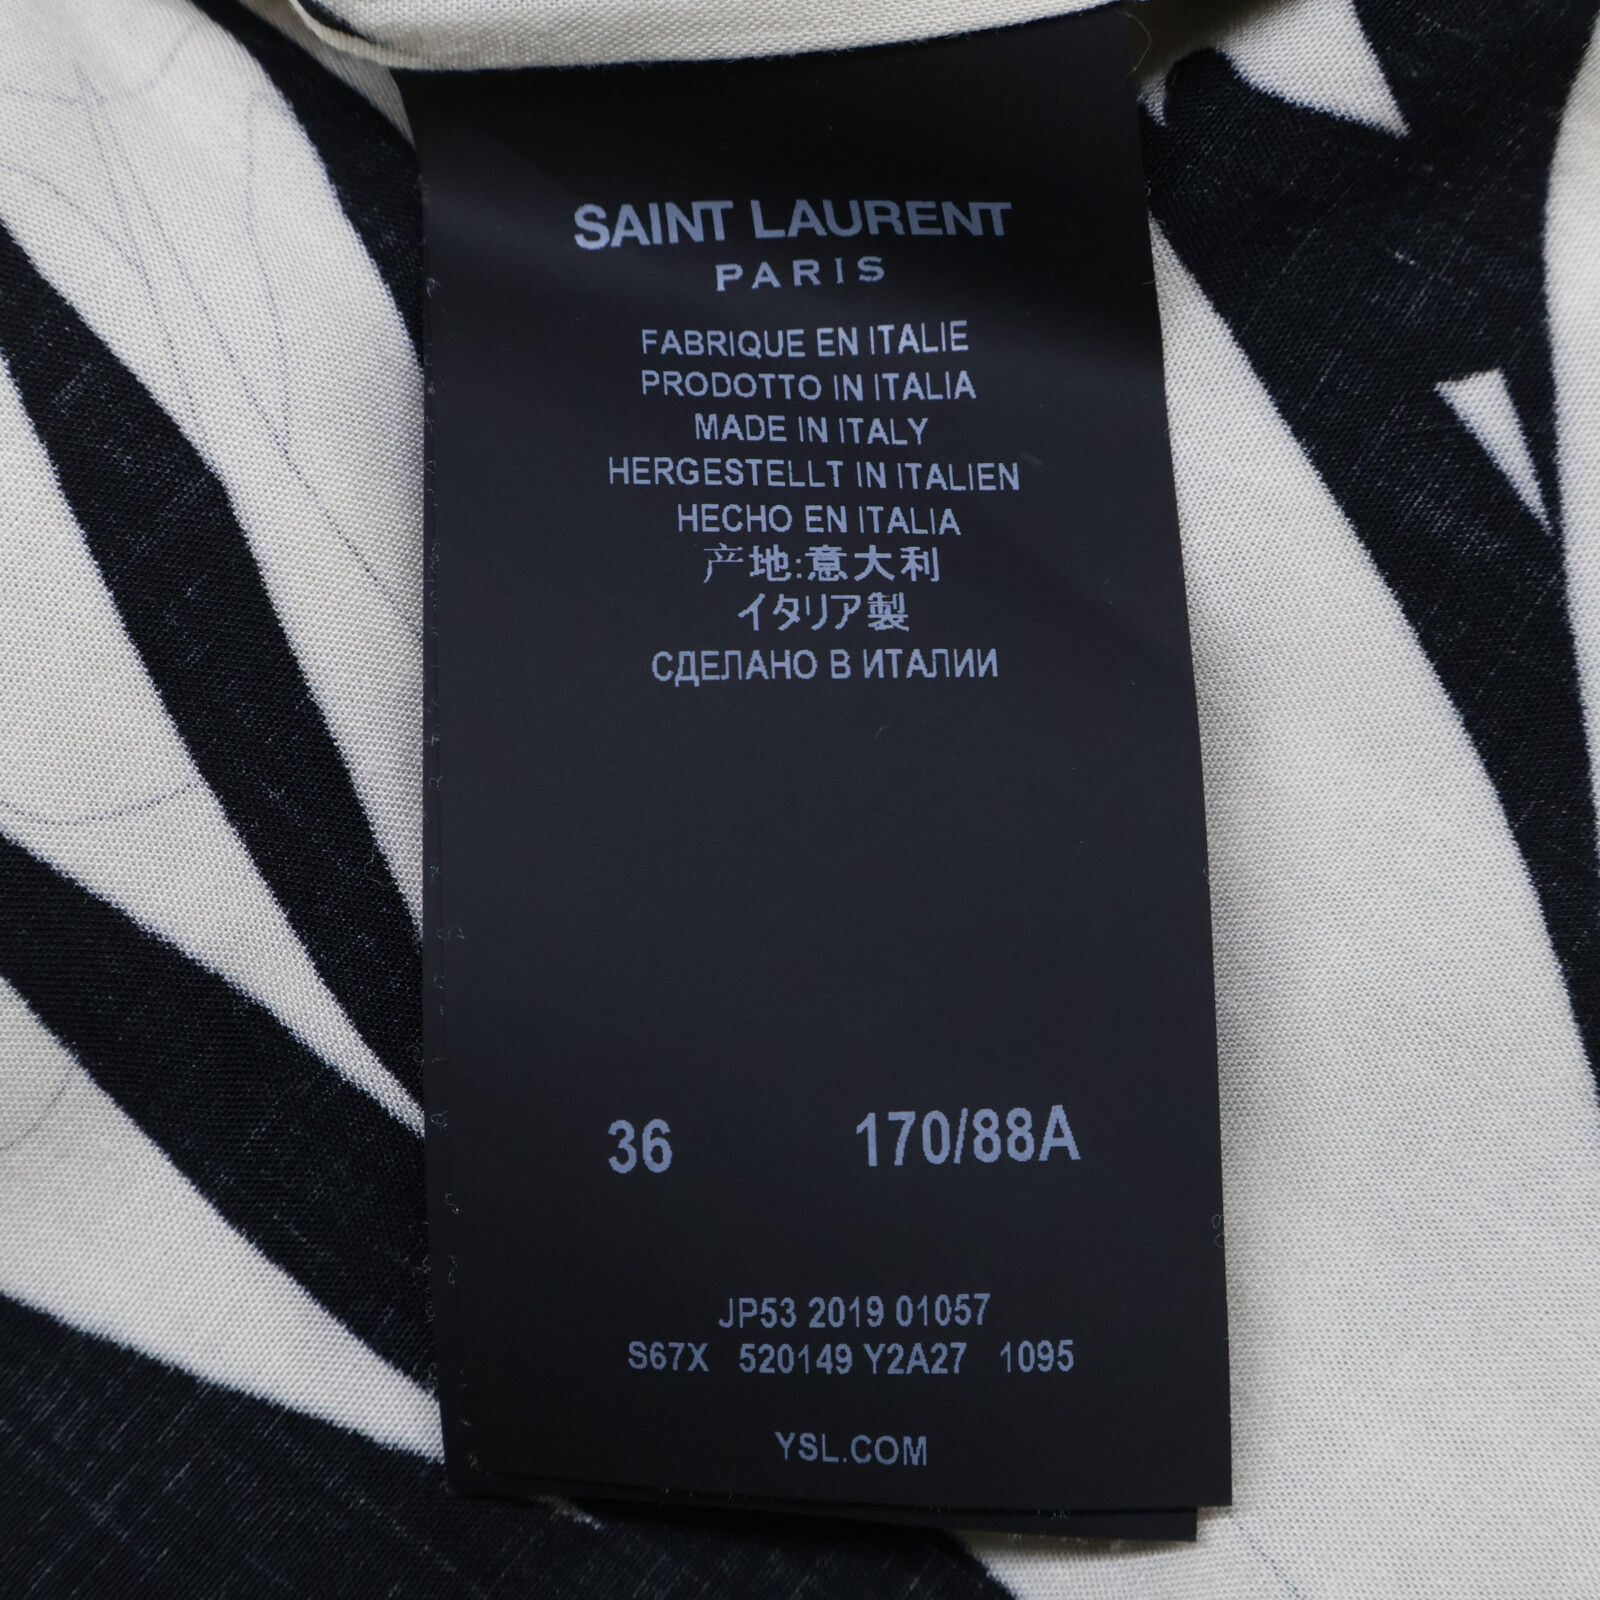 SAINT LAURENT
PARIS
FABRIQUE EN ITALIE
PRODOTTO IN ITALIA
MADE IN ITALY
HERGESTELLT IN ITALIEN
HECHO EN ITALIA
产地:意大利
イタリア製
СДЕЛАНО В ИТАЛИИ
36 170/88A
JP53 2019 01057
S67X 520149 Y2A27 1095
YSL.COM